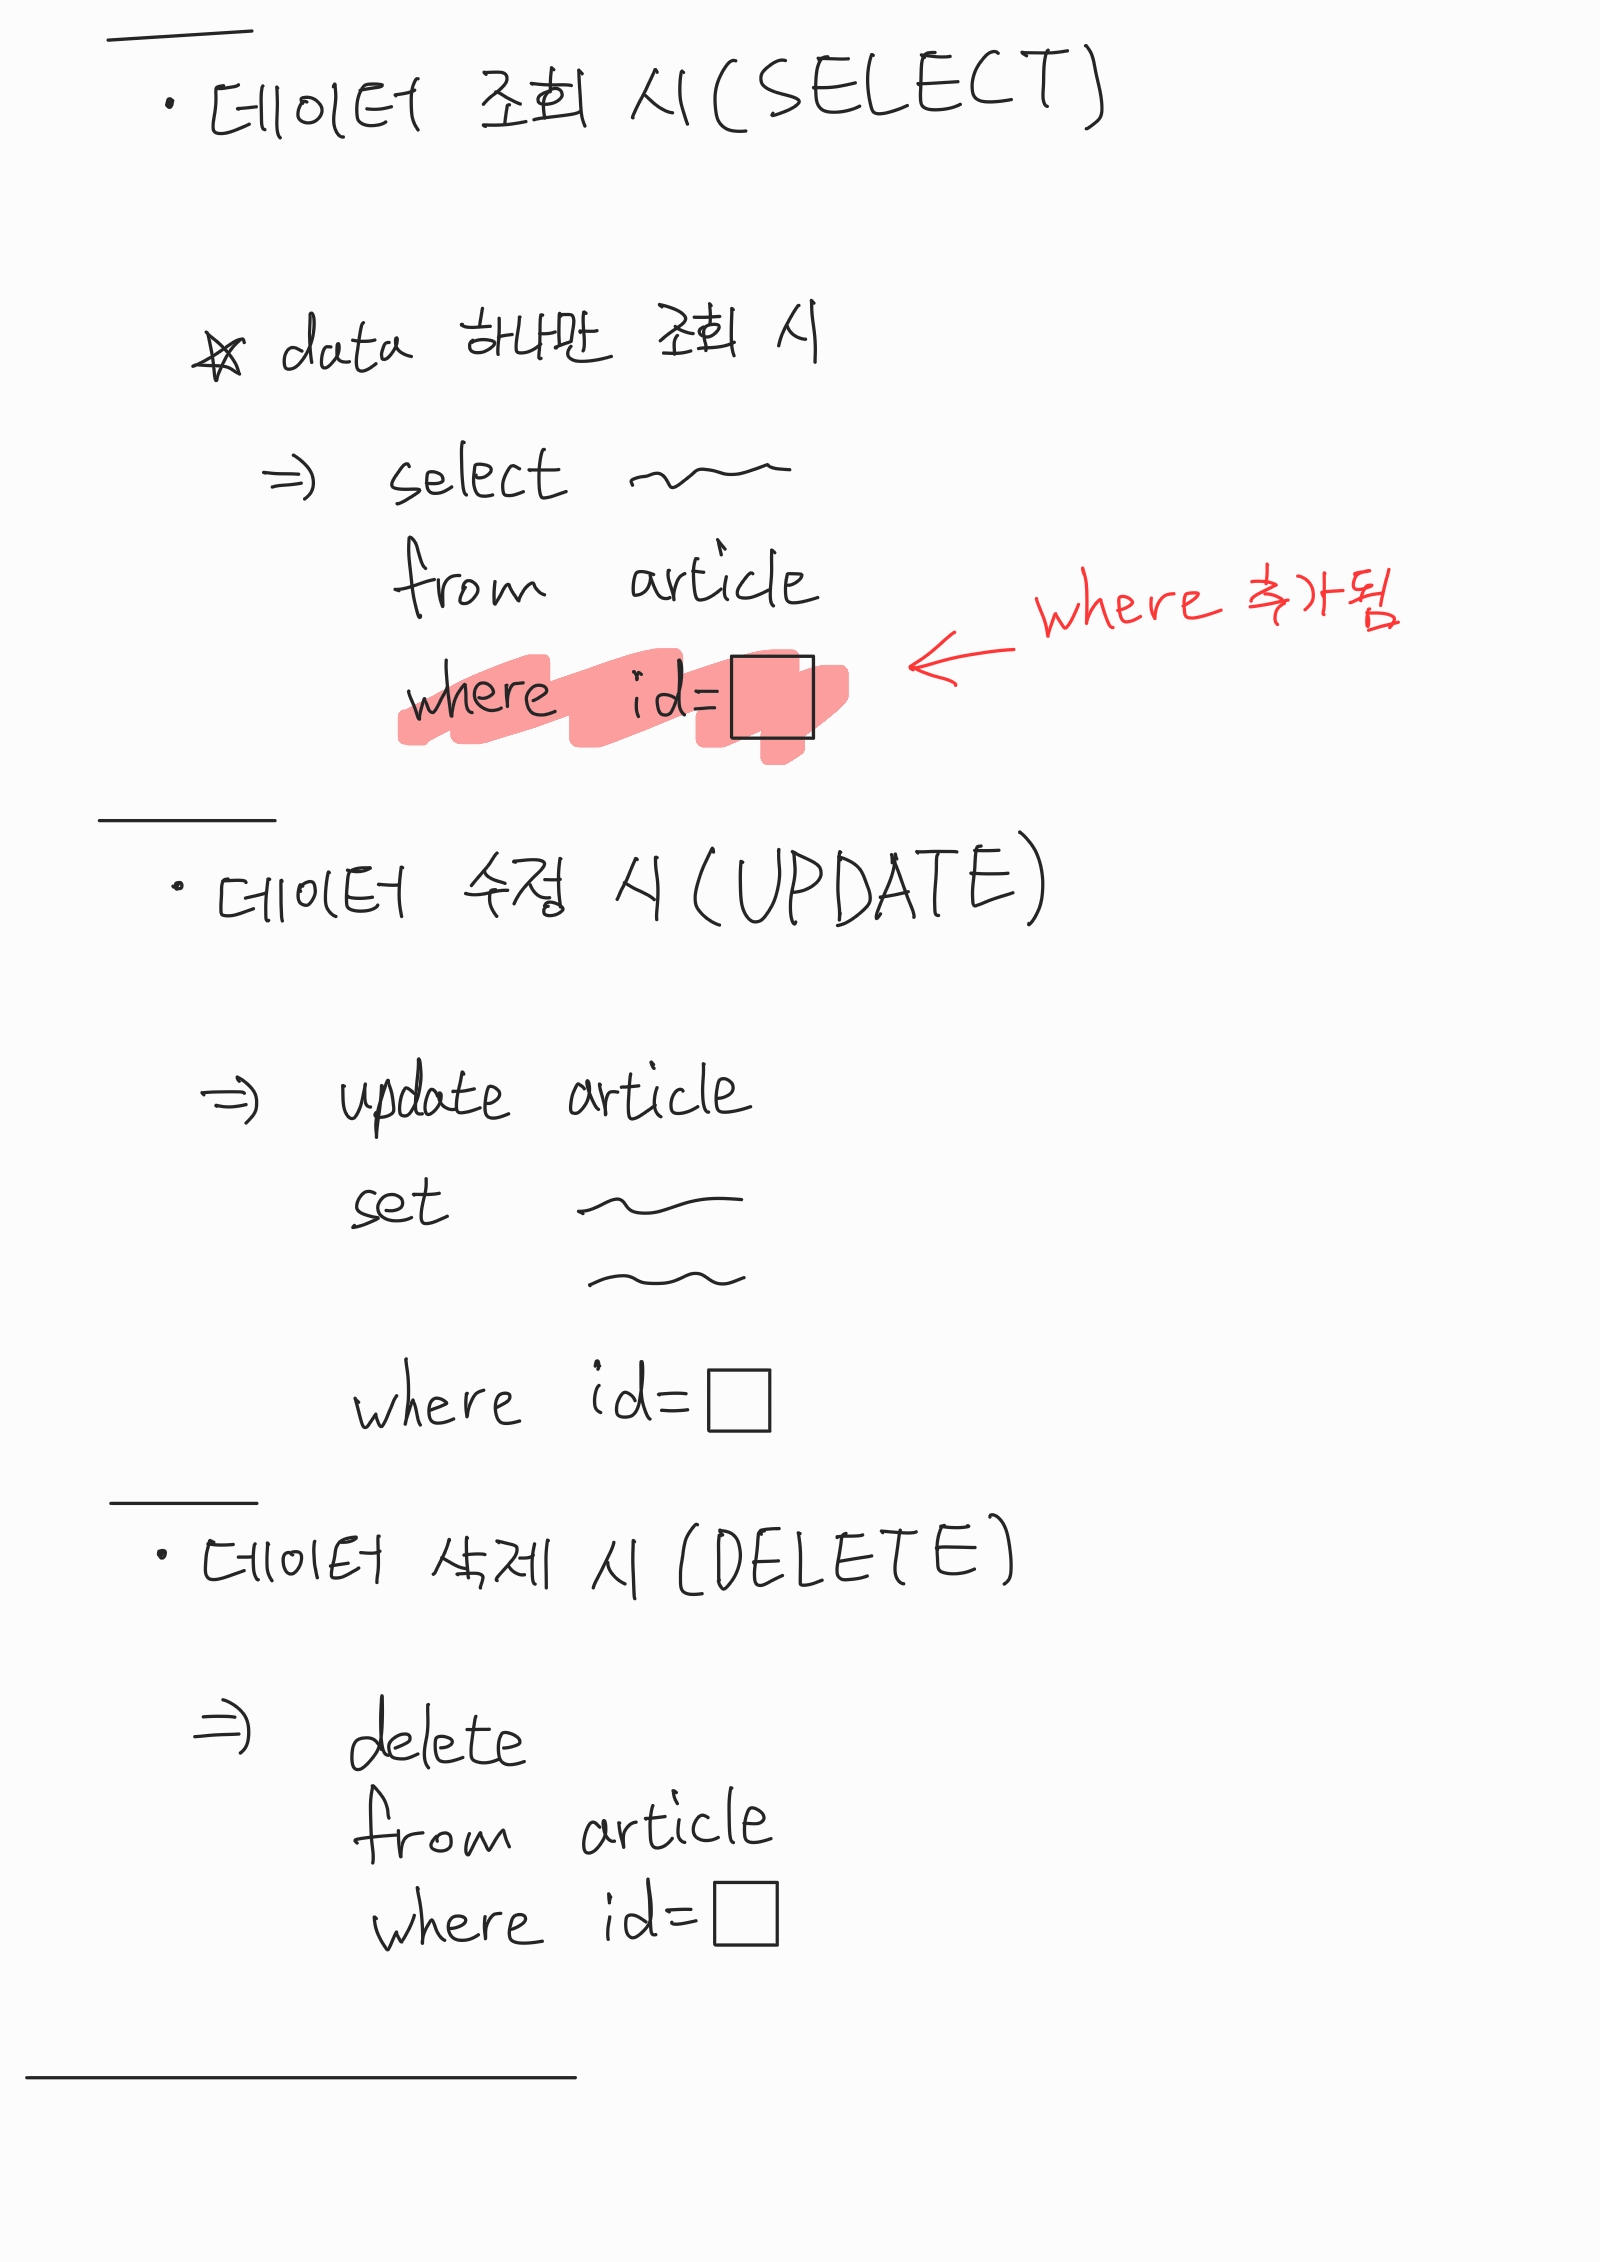 · 데이터 조회 시(SELECT)
☆ data 하나만 조회 시
⇒ select
from article
where 추가됨
where id=□
· 데이터 수정 시(UPDATE)
⇒ update article
set
where id=□
· 데이터 삭제 시(DELETE)
⇒ delete
from article
where id=□